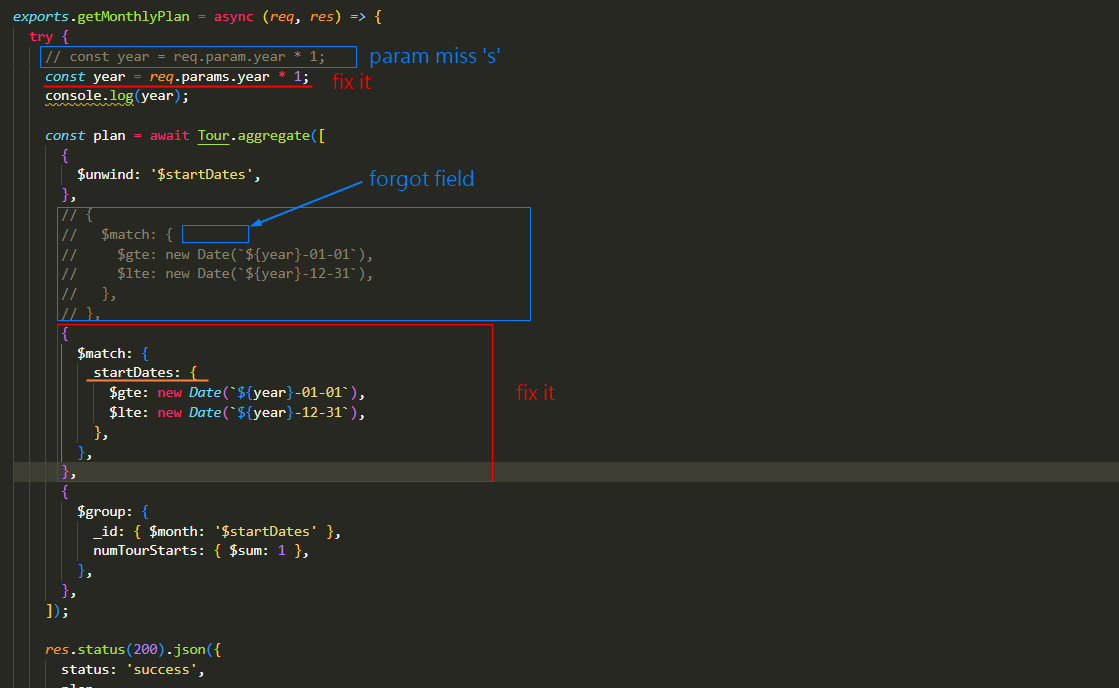 exports.getMonthlyPlan = async (req, res) => {
try {
// const year = req.param.year * 1; param miss 's'
const year = req.params.year * 1; fix it
console.log(year);
const plan = await Tour.aggregate([
{
$unwind: '$startDates',
},
forgot field
// {
// $match: {
// $gte: new Date(`${year}-01-01`),
// $lte: new Date(`${year}-12-31`),
// },
// },
{
$match: {
startDates: {
$gte: new Date(`${year}-01-01`), fix it
$lte: new Date(`${year}-12-31`),
},
},
},
{
$group: {
_id: { $month: '$startDates' },
numTourStarts: { $sum: 1 },
},
},
]);
res.status(200).json({
status: 'success',